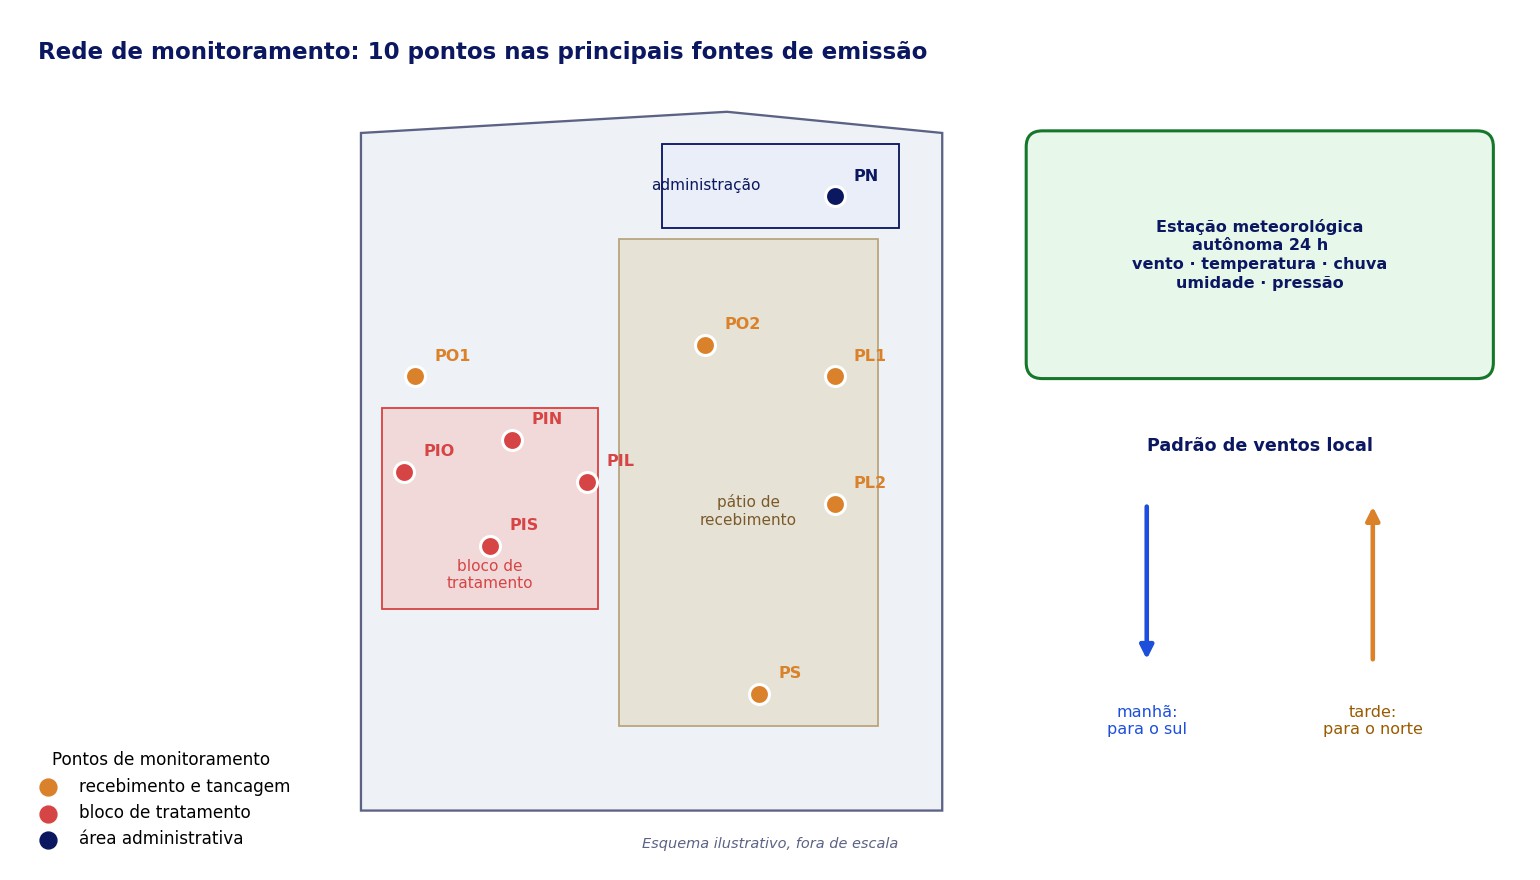 Rede de monitoramento: 10 pontos nas principais fontes de emissão
administração
PN
PO2
PO1
PL1
PIN
PIO
PIL
PL2
pátio de
recebimento
PIS
bloco de
tratamento
PS
Estação meteorológica
autônoma 24 h
vento · temperatura · chuva
umidade · pressão
Padrão de ventos local
manhã:
para o sul
tarde:
para o norte
Pontos de monitoramento
recebimento e tancagem
bloco de tratamento
área administrativa
Esquema ilustrativo, fora de escala